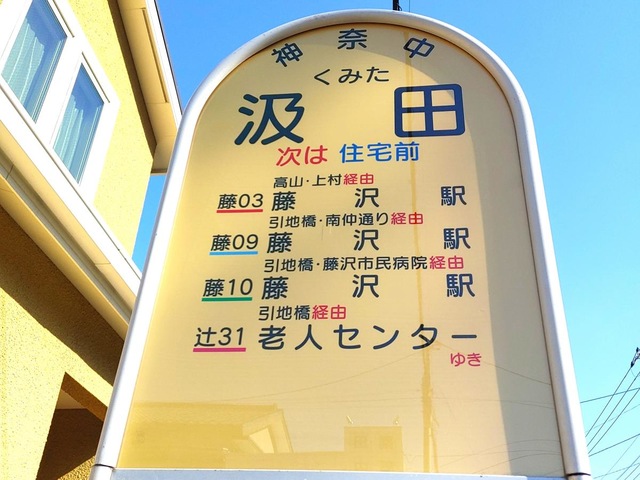 神奈中
くみた
汲田
次は 住宅前
高山・上村経由
藤03 藤沢駅
引地橋・南仲通り経由
藤09 藤沢駅
引地橋・藤沢市民病院経由
藤10 藤沢駅
引地橋経由
辻31 老人センター
ゆき